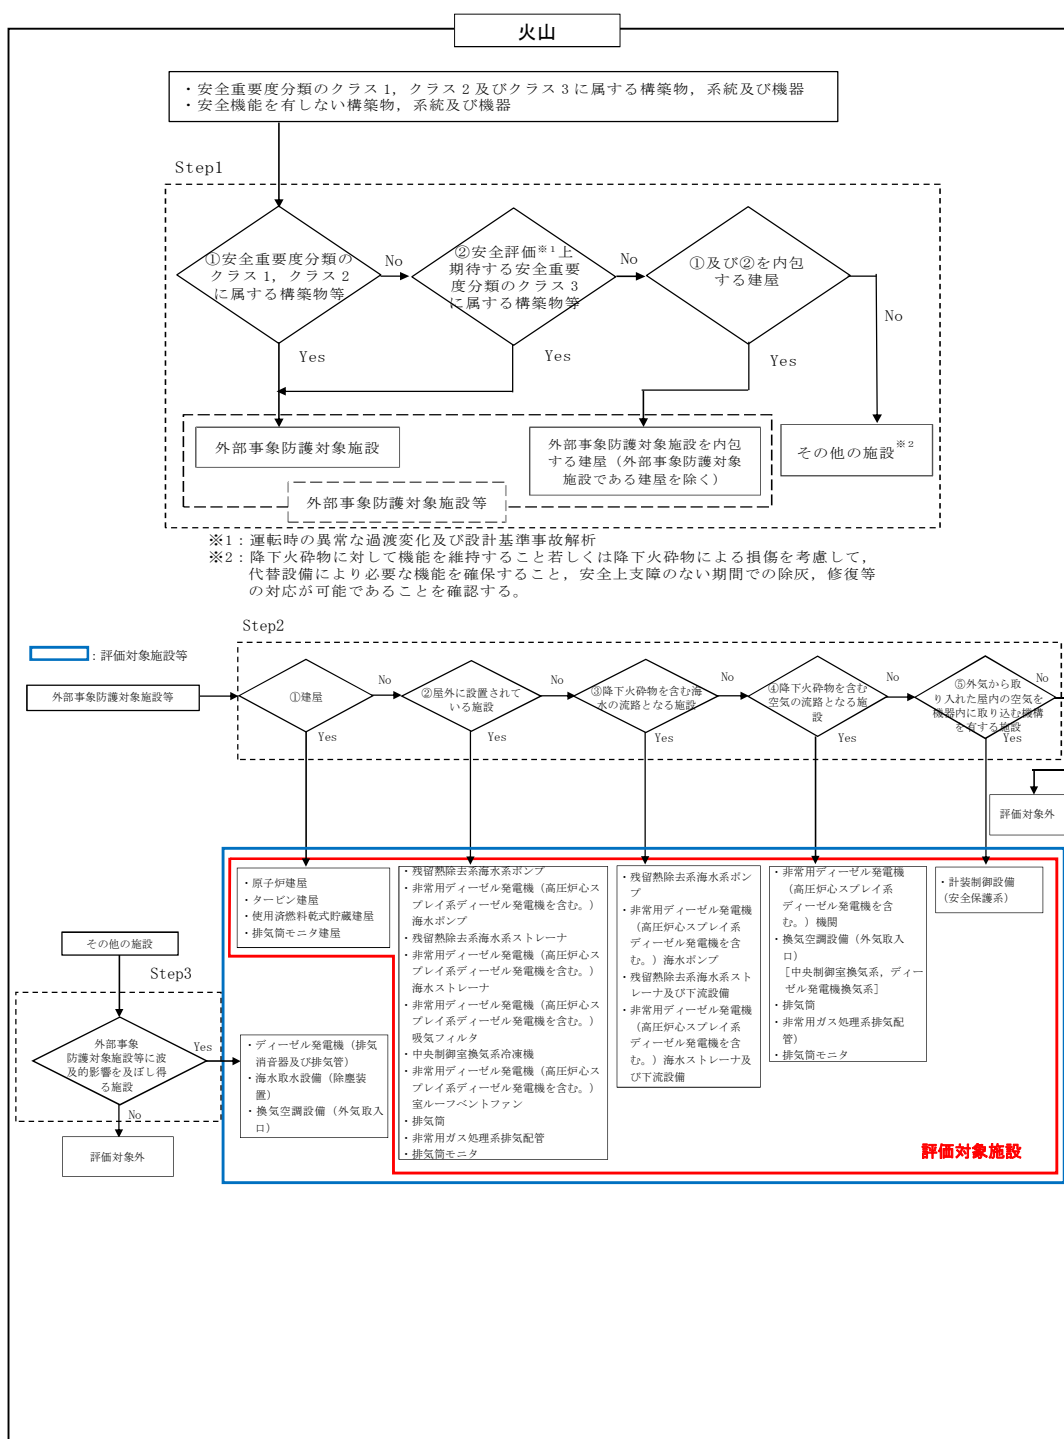 火山
・安全重要度分類のクラス1，クラス2及びクラス3に属する構築物，系統及び機器
・安全機能を有しない構築物，系統及び機器
Step1
①安全重要度分類の
クラス1，クラス2
に属する構築物等
No
②安全評価※1上
期待する安全重要
度分類のクラス3
に属する構築物等
No
①及び②を内包
する建屋
No
Yes
Yes
Yes
外部事象防護対象施設
外部事象防護対象施設を内包
する建屋（外部事象防護対象
施設である建屋を除く）
その他の施設※2
外部事象防護対象施設等
※1：運転時の異常な過渡変化及び設計基準事故解析
※2：降下火砕物に対して機能を維持すること若しくは降下火砕物による損傷を考慮して，
代替設備により必要な機能を確保すること，安全上支障のない期間での除灰，修復等
の対応が可能であることを確認する。
Step2
：評価対象施設等
外部事象防護対象施設等
①建屋
No
②屋外に設置されて
いる施設
No
③降下火砕物を含む海
水の流路となる施設
No
④降下火砕物を含む
空気の流路となる施
設
No
⑤外気から取
り入れた屋内の空気を
機器内に取り込む機構
を有する施設
No
Yes
Yes
Yes
Yes
Yes
評価対象外
・原子炉建屋
・タービン建屋
・使用済燃料乾式貯蔵建屋
・排気筒モニタ建屋
・残留熱除去系海水系ポンプ
・非常用ディーゼル発電機（高圧炉心ス
プレイ系ディーゼル発電機を含む。）
海水ポンプ
・残留熱除去系海水系ストレーナ
・非常用ディーゼル発電機（高圧炉心ス
プレイ系ディーゼル発電機を含む。）
海水ストレーナ
・非常用ディーゼル発電機（高圧炉心ス
プレイ系ディーゼル発電機を含む。）
吸気フィルタ
・中央制御室換気系冷凍機
・非常用ディーゼル発電機（高圧炉心ス
プレイ系ディーゼル発電機を含む。）
室ルーフベントファン
・排気筒
・非常用ガス処理系排気配管
・排気筒モニタ
・残留熱除去系海水系ポン
プ
・非常用ディーゼル発電機
（高圧炉心スプレイ系
ディーゼル発電機を含
む。）海水ポンプ
・残留熱除去系海水系スト
レーナ及び下流設備
・非常用ディーゼル発電機
（高圧炉心スプレイ系
ディーゼル発電機を含
む。）海水ストレーナ及
び下流設備
・非常用ディーゼル発電機
（高圧炉心スプレイ系
ディーゼル発電機を含
む。）機関
・換気空調設備（外気取入
口）
［中央制御室換気系，ディー
ゼル発電機換気系］
・排気筒
・非常用ガス処理系排気配
管）
・排気筒モニタ
・計装制御設備
（安全保護系）
その他の施設
Step3
外部事象
防護対象施設等に波
及的影響を及ぼし得
る施設
Yes
No
評価対象外
・ディーゼル発電機（排気
消音器及び排気管）
・海水取水設備（除塵装
置）
・換気空調設備（外気取入
口）
評価対象施設